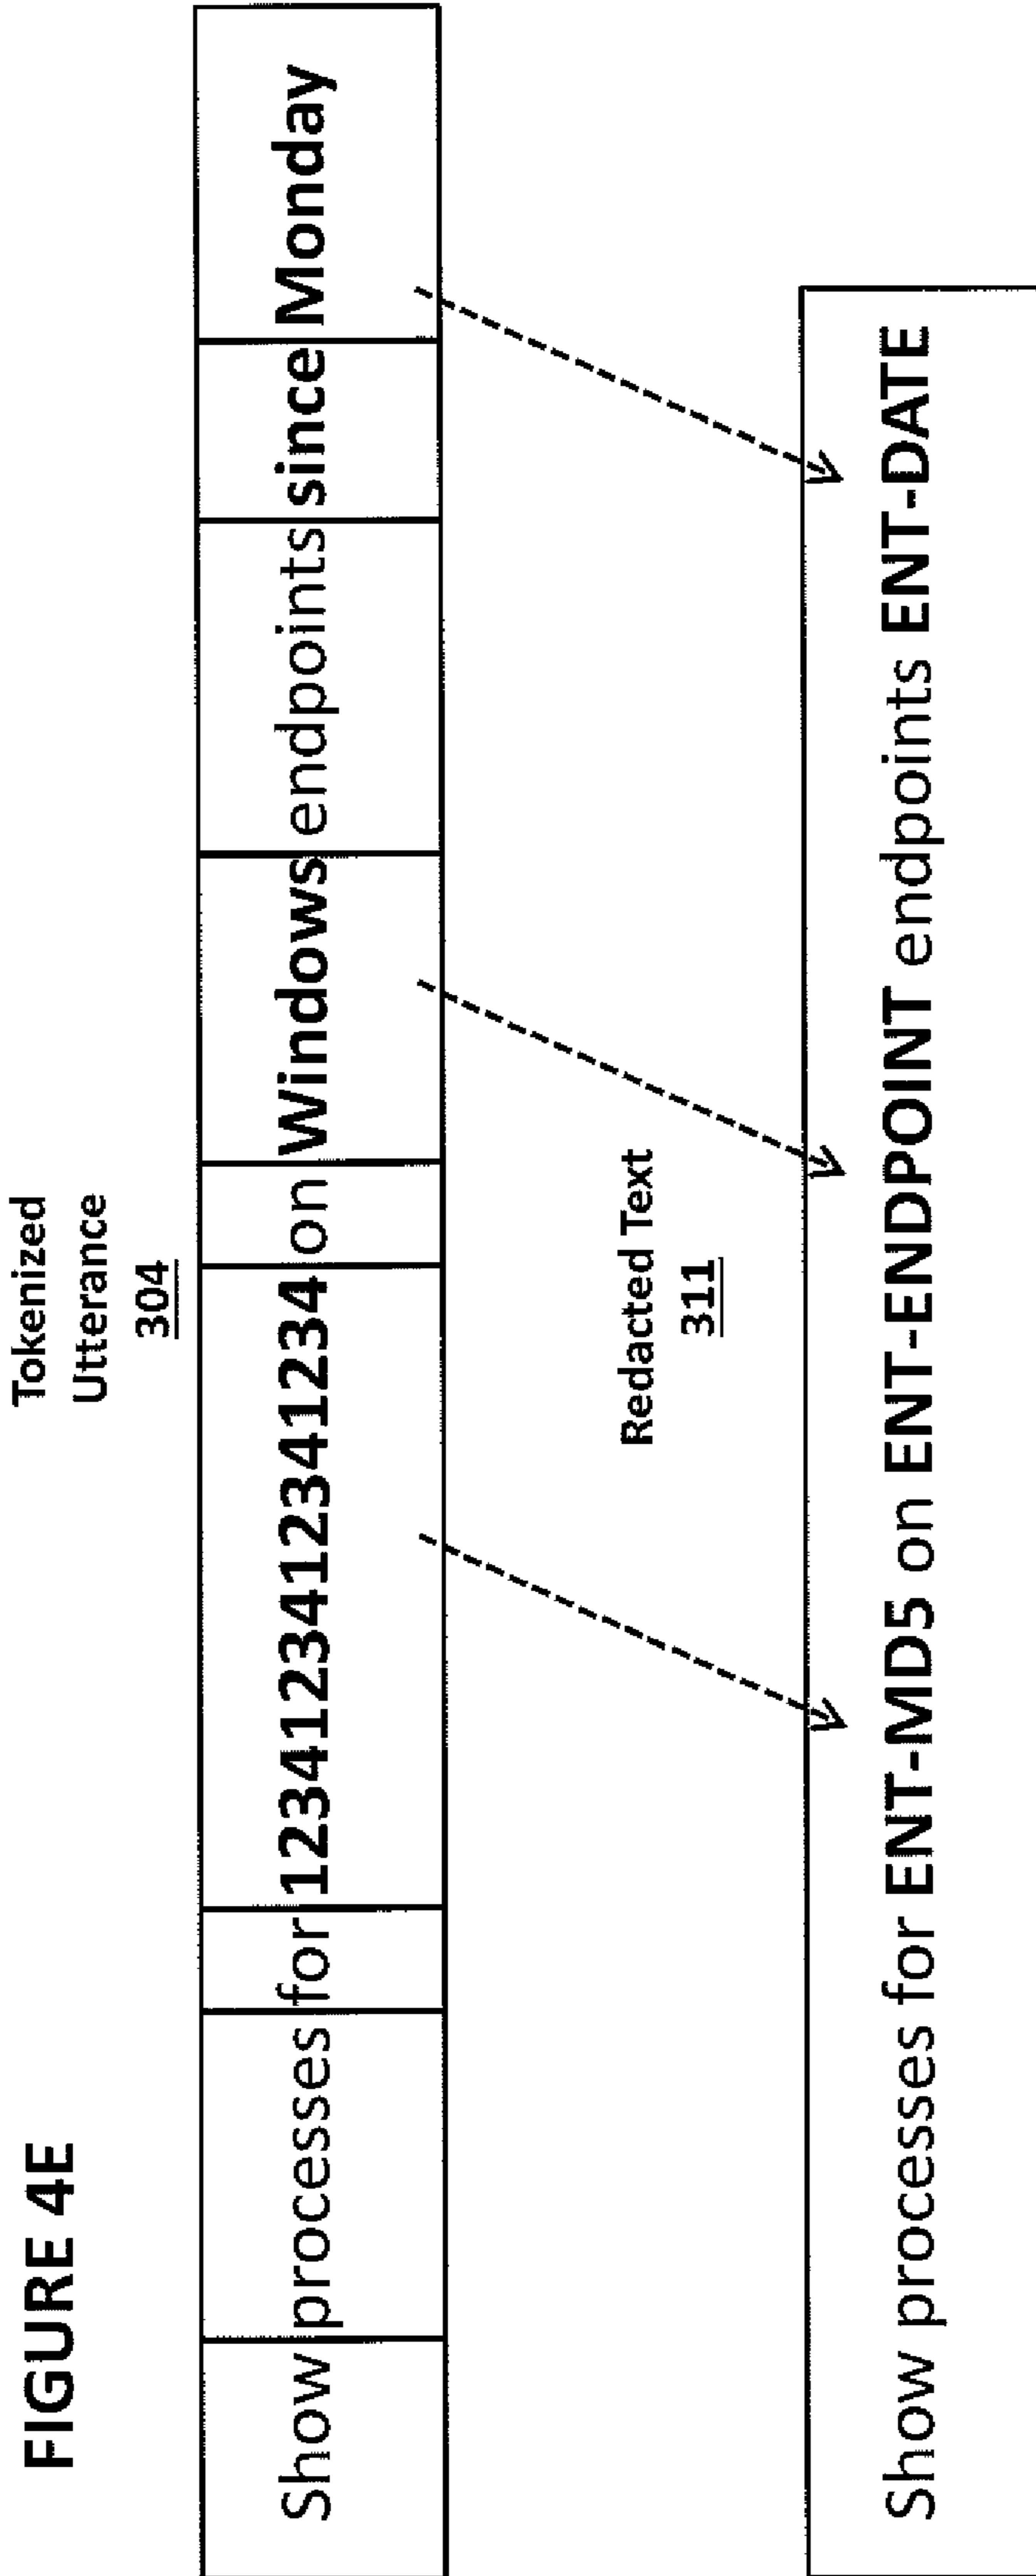 FIGURE 4E
Tokenized
Utterance
304
Show processes for 1234123412341234 on Windows endpoints since Monday
Redacted Text
311
Show processes for ENT-MD5 on ENT-ENDPOINT endpoints ENT-DATE